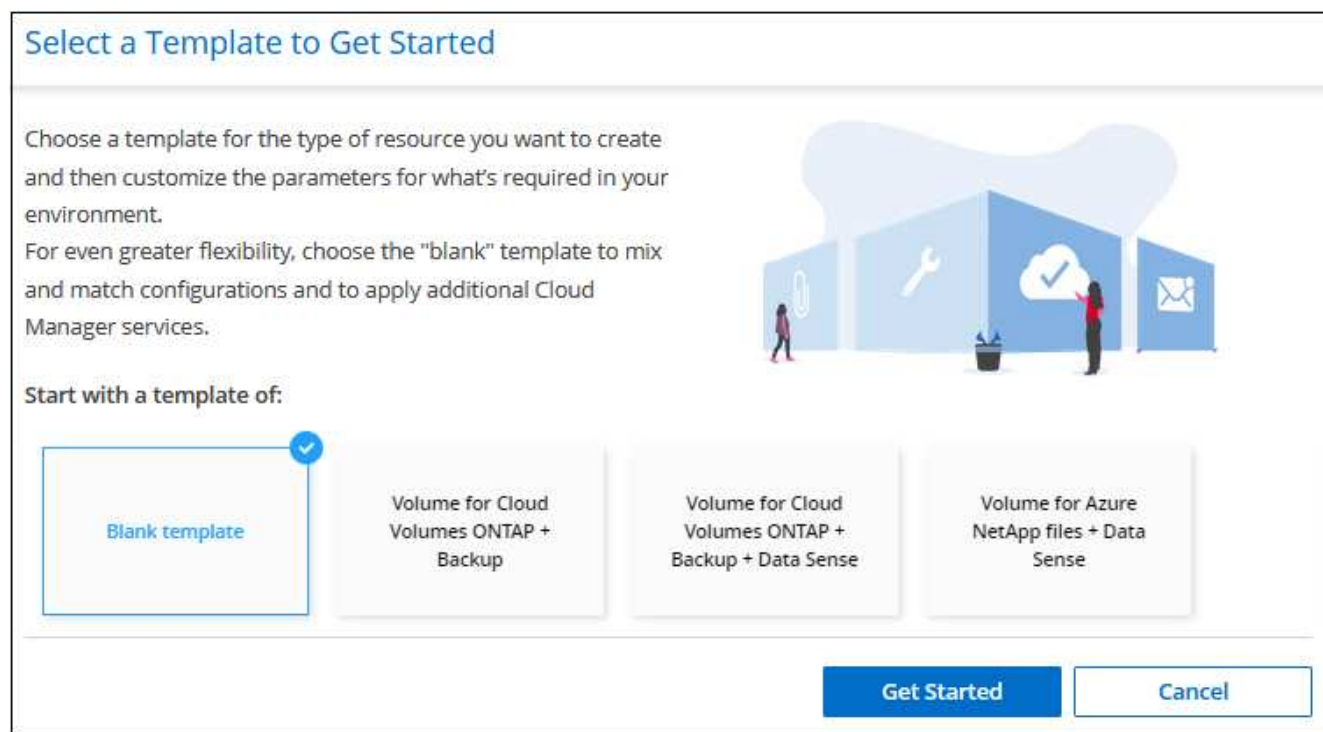 Select a Template to Get Started
Choose a template for the type of resource you want to create
and then customize the parameters for what's required in your
environment.
For even greater flexibility, choose the "blank" template to mix
and match configurations and to apply additional Cloud
Manager services.
Start with a template of:
Blank template
Volume for Cloud
Volumes ONTAP +
Backup
Volume for Cloud
Volumes ONTAP +
Backup + Data Sense
Volume for Azure
NetApp files + Data
Sense
Get Started
Cancel